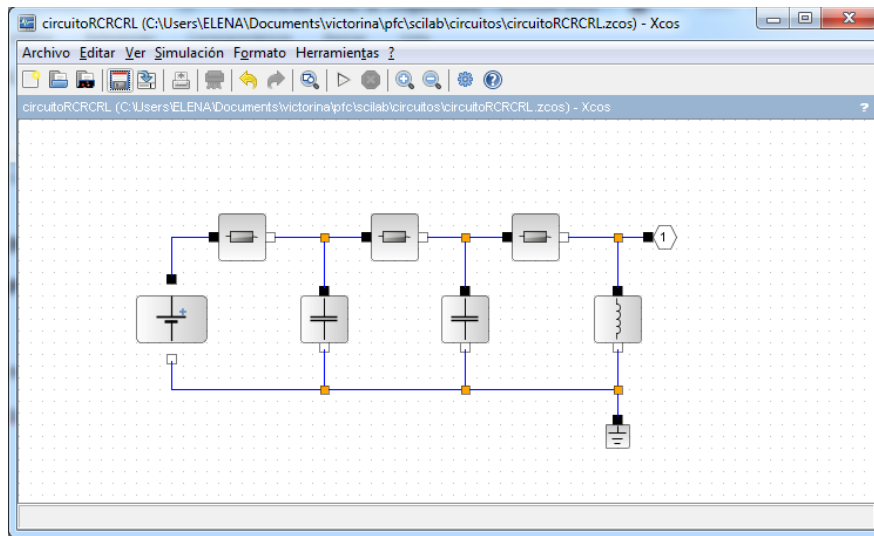 circuitoRCRCRL (C:\Users\ELENA\Documents\victorina\pfc\scilab\circuitos\circuitoRCRCRL.zcos) - Xcos
Archivo Editar Ver Simulación Formato Herramientas ?
circuitoRCRCRL (C:\Users\ELENA\Documents\victorina\pfc\scilab\circuitos\circuitoRCRCRL.zcos) - Xcos ?
1